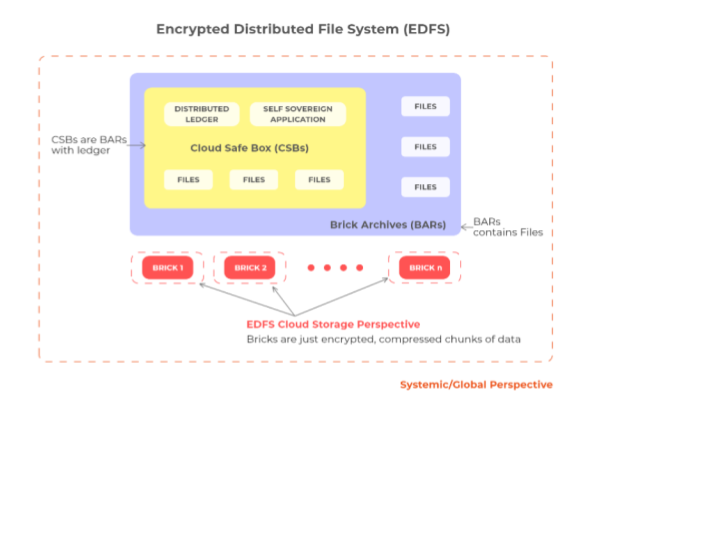 Encrypted Distributed File System (EDFS)
DISTRIBUTED
LEDGER
SELF SOVEREIGN
APPLICATION
FILES
CSBs are BARs
with ledger
Cloud Safe Box (CSBs)
FILES
FILES
FILES
FILES
FILES
Brick Archives (BARs)
BARs
contains Files
BRICK 1
BRICK 2
BRICK n
EDFS Cloud Storage Perspective
Bricks are just encrypted, compressed chunks of data
Systemic/Global Perspective